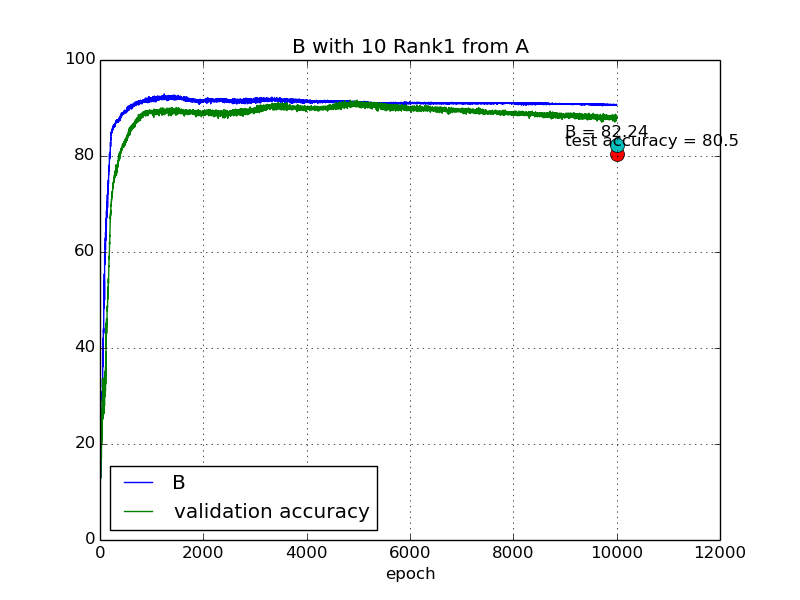 B with 10 Rank1 from A
100
80
60
40
20
0
B = 82.24
test accuracy = 80.5
B
validation accuracy
0 2000 4000 6000 8000 10000 12000
epoch